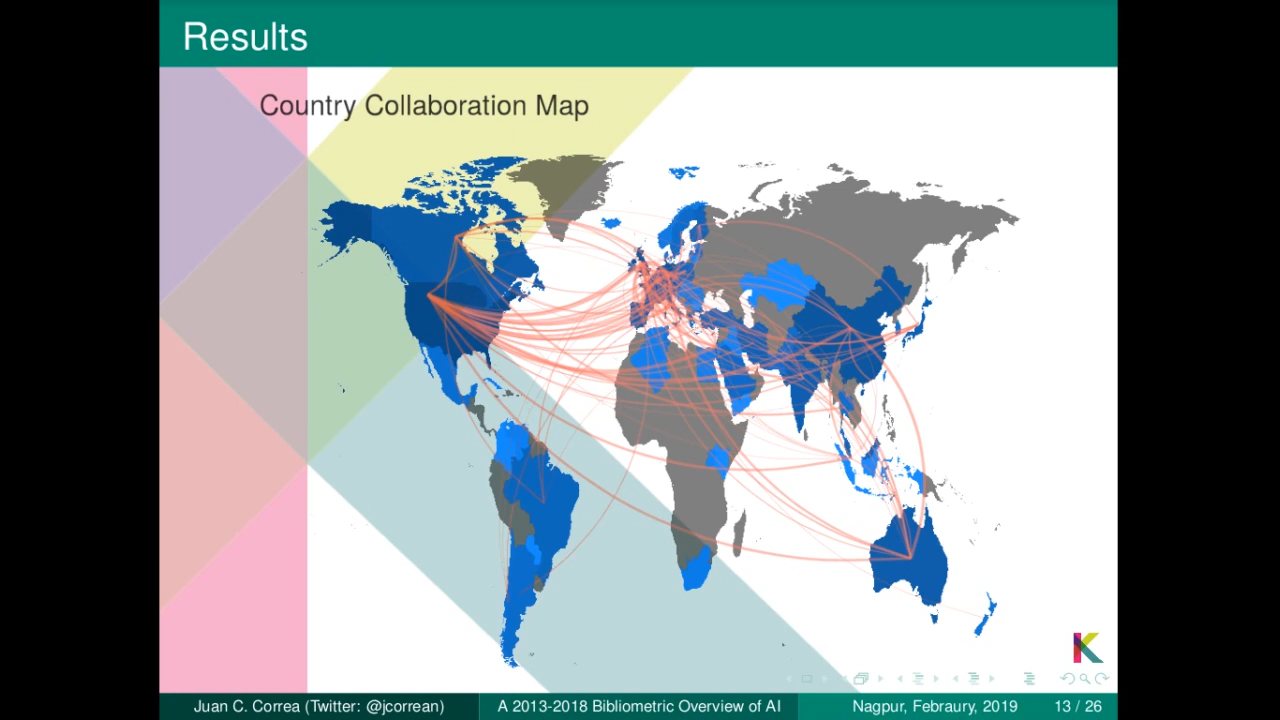 Results
Country Collaboration Map
K
Juan C. Correa (Twitter: @jcorrean)
A 2013-2018 Bibliometric Overview of AI
Nagpur, Febraury, 2019
13 / 26